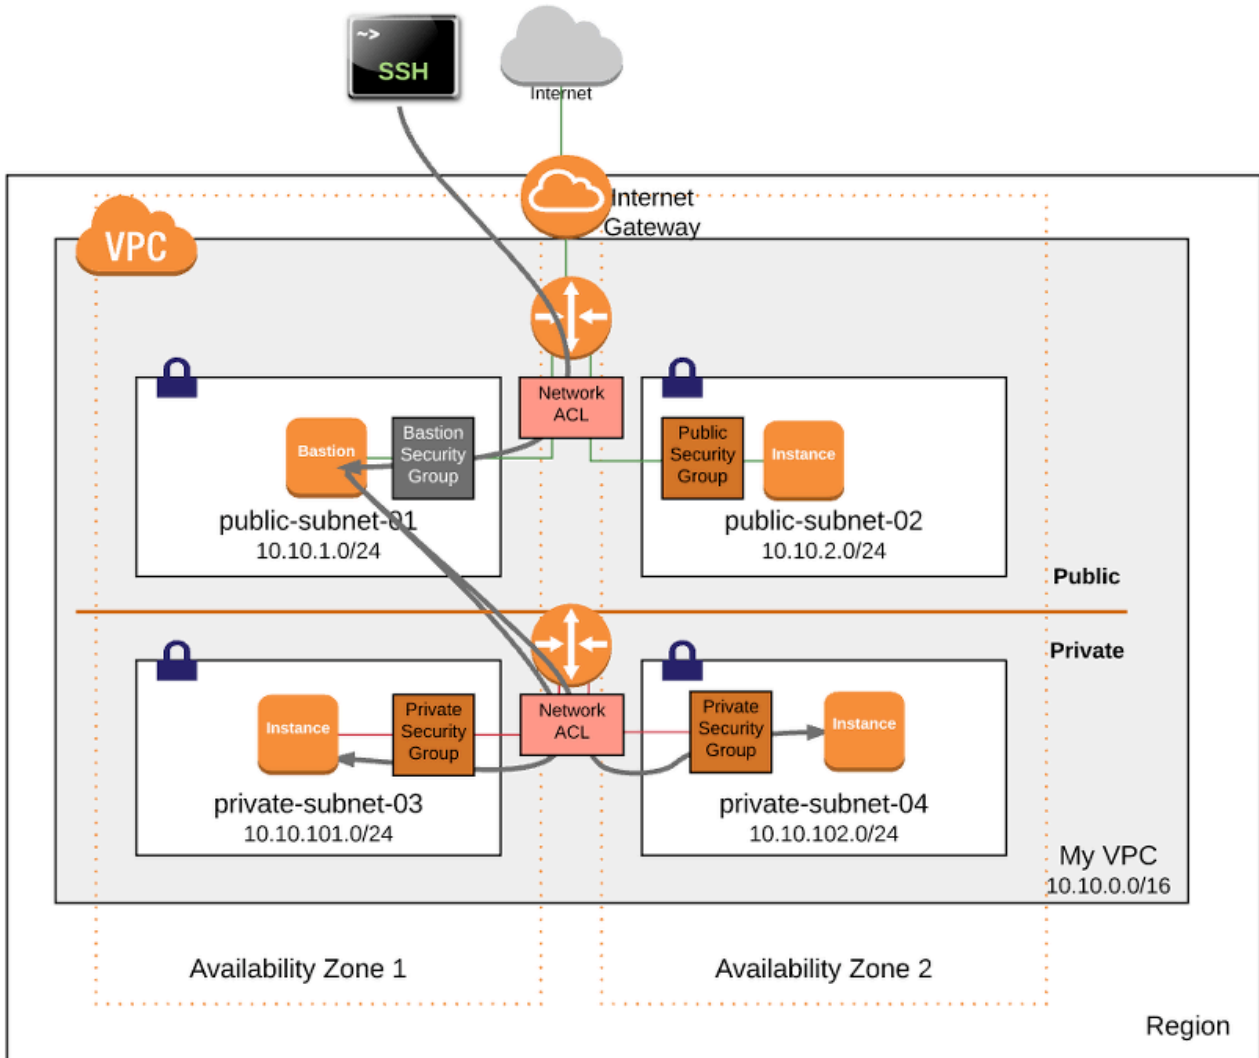 ~>
SSH
Internet
Internet
Gateway
VPC
Network
ACL
Bastion
Bastion
Security
Group
public-subnet-01
10.10.1.0/24
Public
Security
Group
Instance
public-subnet-02
10.10.2.0/24
Public
Private
Instance
Private
Security
Group
Network
ACL
Private
Security
Group
Instance
private-subnet-03
10.10.101.0/24
private-subnet-04
10.10.102.0/24
My VPC
10.10.0.0/16
Availability Zone 1
Availability Zone 2
Region